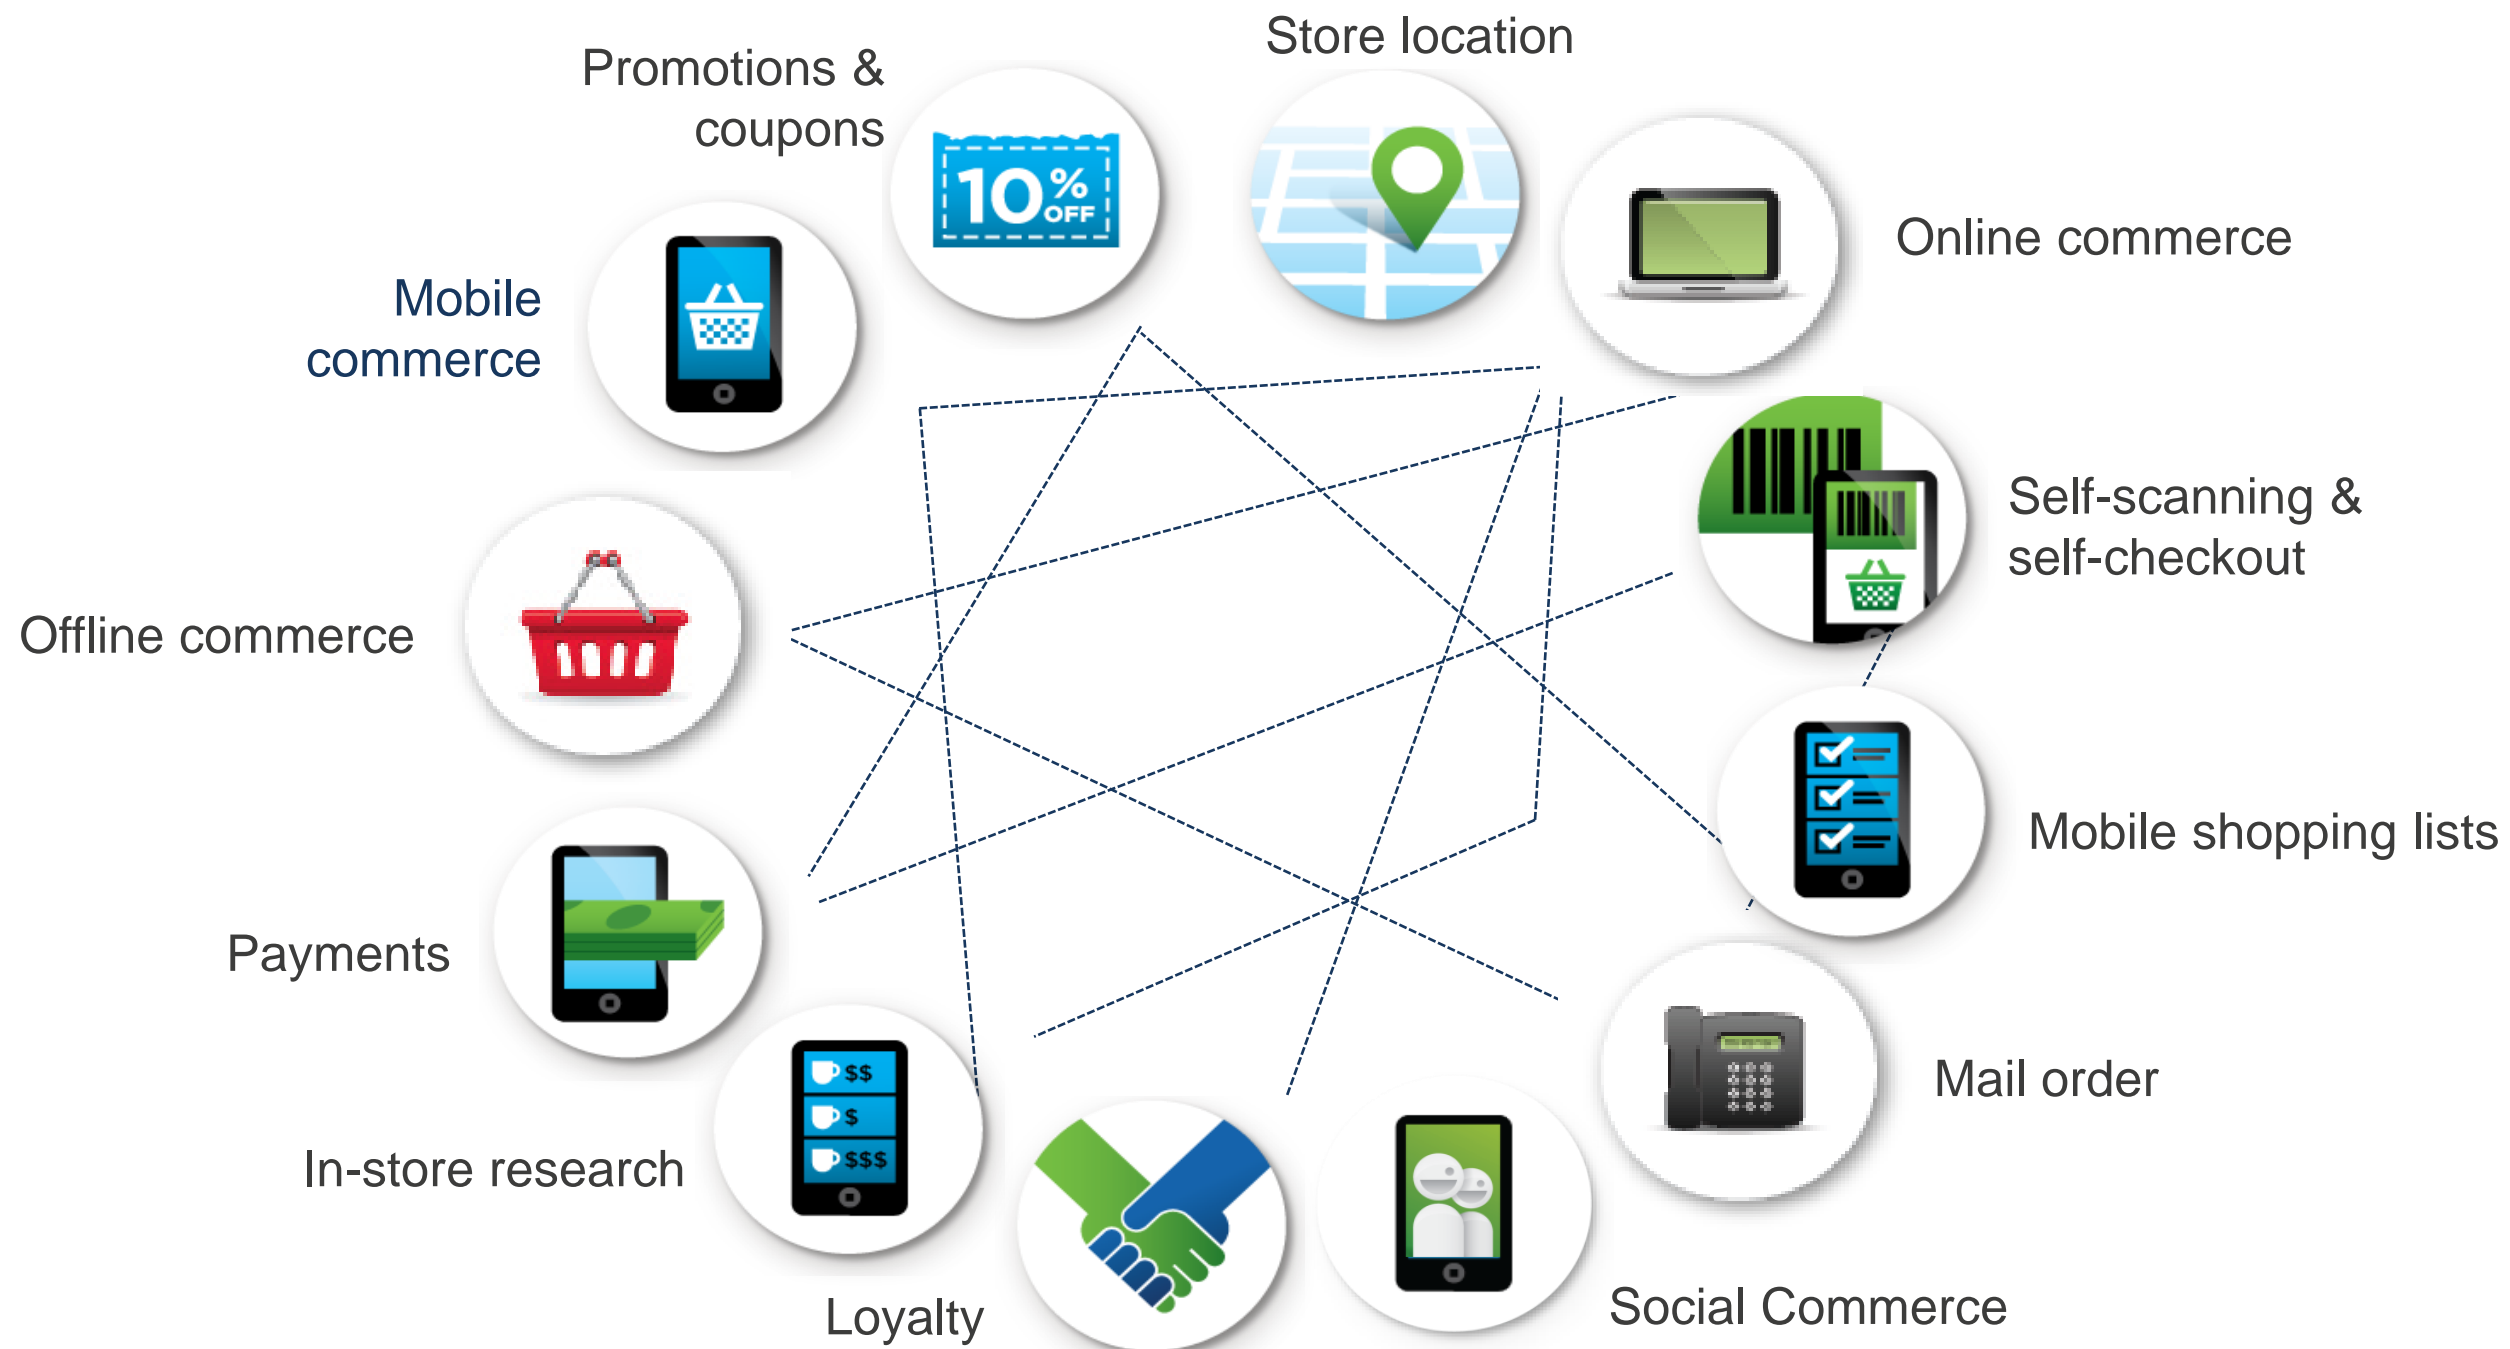 Store location
Promotions &
coupons
10%
OFF
Online commerce
Mobile
commerce
Self-scanning &
self-checkout
Offline commerce
Mobile shopping lists
Payments
$$
$
$$$
Mail order
In-store research
Loyalty
Social Commerce